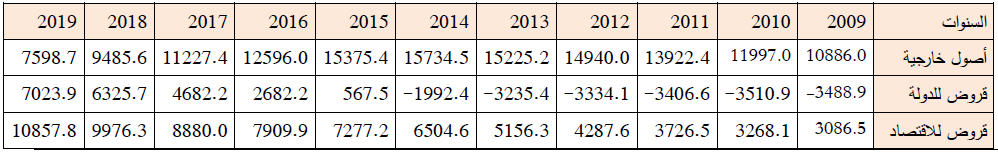 السنوات 2009 2010 2011 2012 2013 2014 2015 2016 2017 2018 2019
أصول خارجية 10886.0 11997.0 13922.4 14940.0 15225.2 15734.5 15375.4 12596.0 11227.4 9485.6 7598.7
قروض للدولة -3488.9 -3510.9 -3406.6 -3334.1 -3235.4 -1992.4 567.5 2682.2 4682.2 6325.7 7023.9
قروض للاقتصاد 3086.5 3268.1 3726.5 4287.6 5156.3 6504.6 7277.2 7909.9 8880.0 9976.3 10857.8